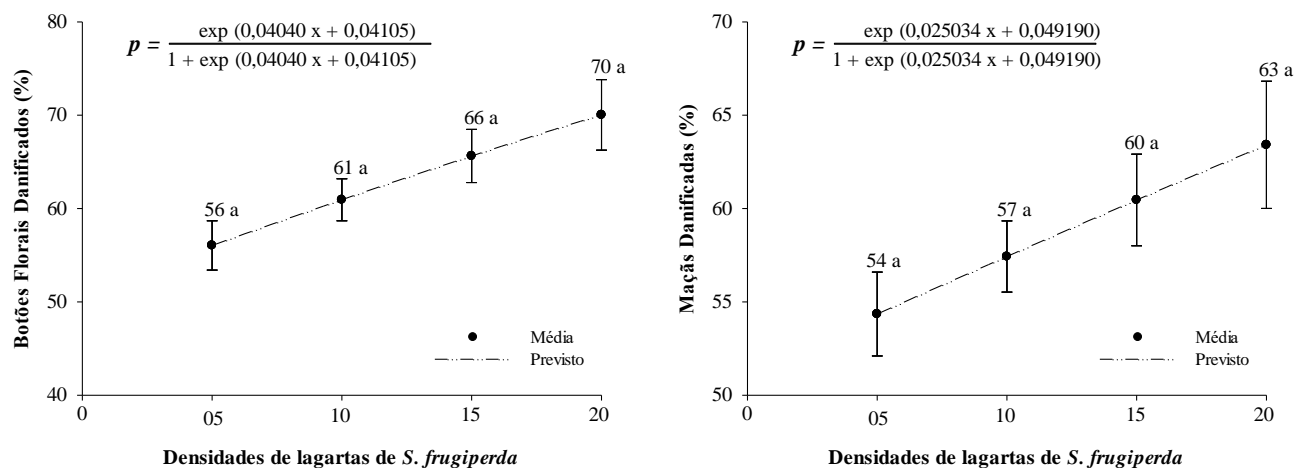 p = exp (0,04040 x + 0,04105)
1 + exp (0,04040 x + 0,04105)
80
70
60
50
40
Botões Florais Danificados (%)
56 a
61 a
66 a
70 a
Média
Previsto
0
05
10
15
20
Densidades de lagartas de S. frugiperda
p = exp (0,025034 x + 0,049190)
1 + exp (0,025034 x + 0,049190)
70
65
60
55
50
Maçãs Danificadas (%)
54 a
57 a
60 a
63 a
Média
Previsto
0
05
10
15
20
Densidades de lagartas de S. frugiperda